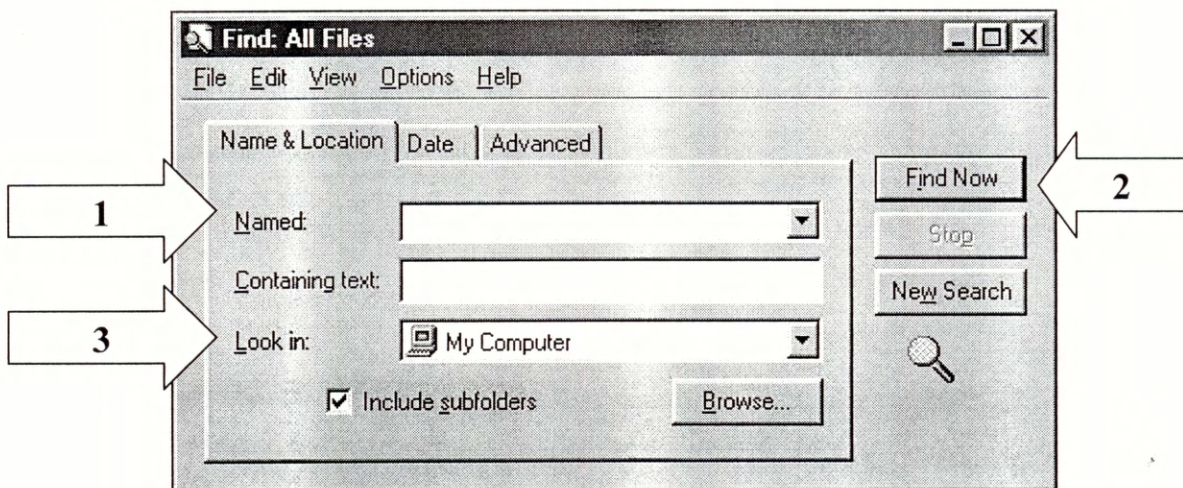 Find: All Files
File Edit View Options Help
Name & Location Date Advanced
1
Named:
Find Now
2
Containing text:
Stop
3
Look in: My Computer
New Search
Include subfolders
Browse...